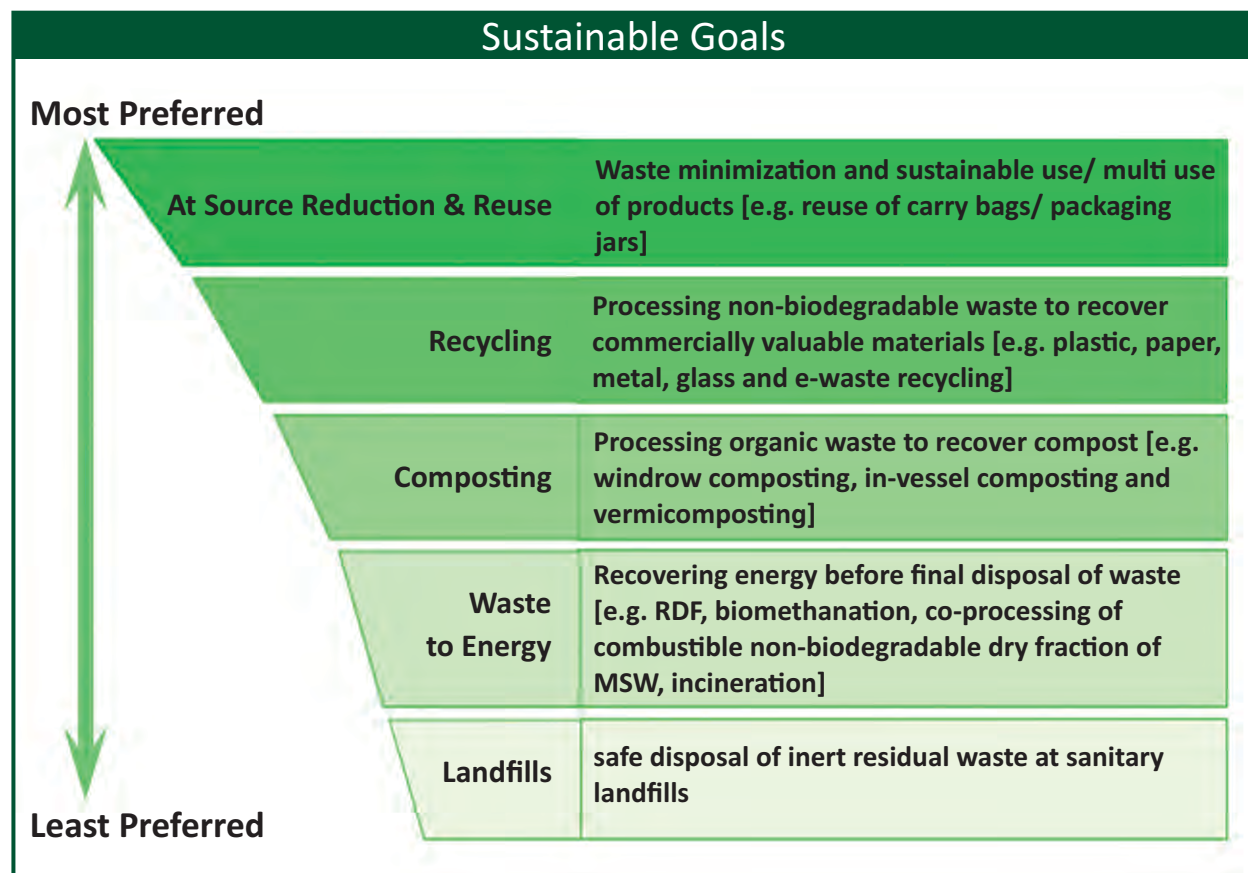 Sustainable Goals
Most Preferred
At Source Reduction & Reuse
Waste minimization and sustainable use/ multi use
of products [e.g. reuse of carry bags/ packaging
jars]
Recycling
Processing non-biodegradable waste to recover
commercially valuable materials [e.g. plastic, paper,
metal, glass and e-waste recycling]
Composting
Processing organic waste to recover compost [e.g.
windrow composting, in-vessel composting and
vermicomposting]
Waste
to Energy
Recovering energy before final disposal of waste
[e.g. RDF, biomethanation, co-processing of
combustible non-biodegradable dry fraction of
MSW, incineration]
Landfills
safe disposal of inert residual waste at sanitary
landfills
Least Preferred